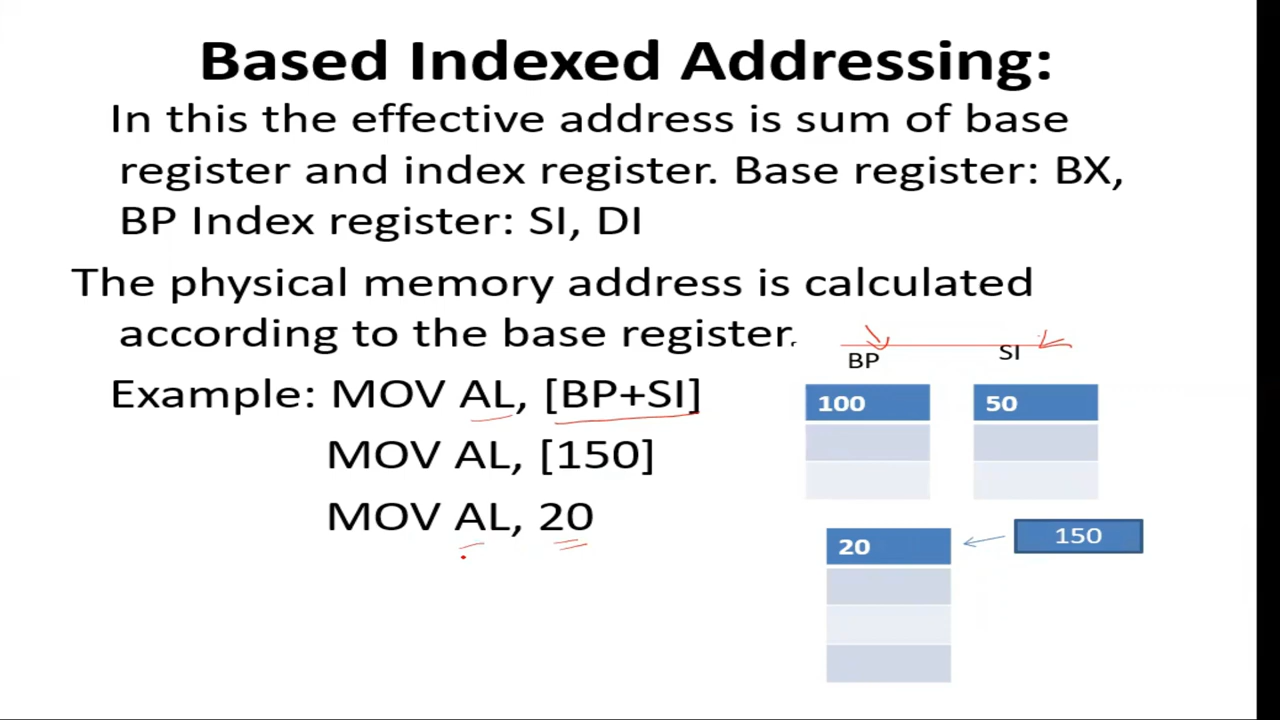 Based Indexed Addressing:
In this the effective address is sum of base
register and index register. Base register: BX,
BP Index register: SI, DI
The physical memory address is calculated
according to the base register.
BP SI
Example: MOV AL, [BP+SI]
100 50
MOV AL, [150]
MOV AL, 20
20 150